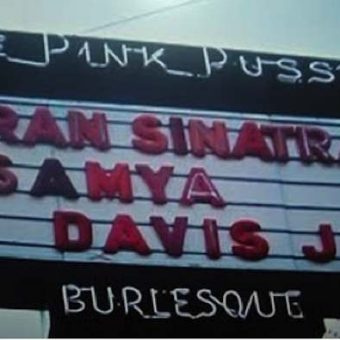 E PINK PUSS
RAN SINATRA
SAMYA
DAVIS J
BURLESQUE